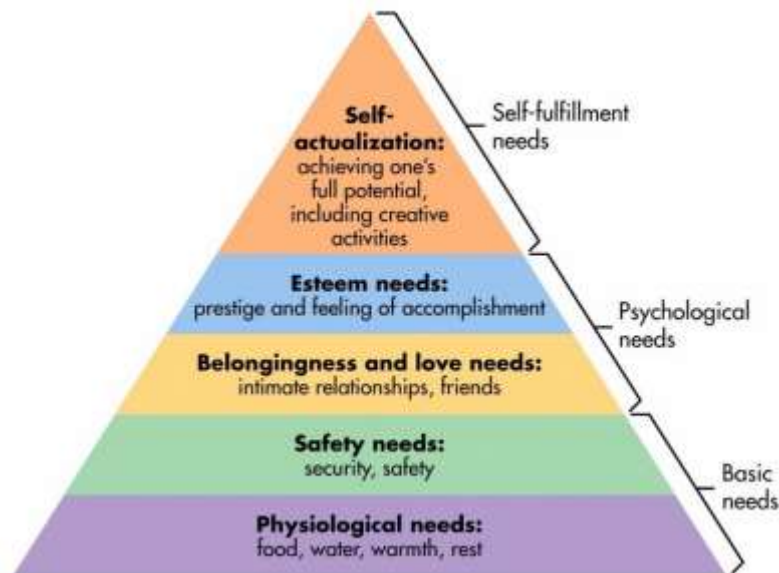 Self-
actualization:
achieving one's
full potential,
including creative
activities
Self-fulfillment
needs
Esteem needs:
prestige and feeling of accomplishment
Psychological
needs
Belongingness and love needs:
intimate relationships, friends
Safety needs:
security, safety
Basic
needs
Physiological needs:
food, water, warmth, rest